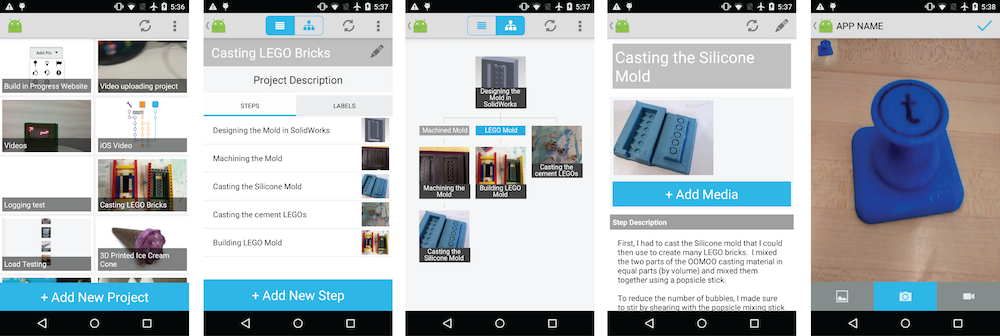 5:36
Add Pin
Build in Progress Website
Video uploading project
Videos
iOS Video
Logging test
Casting LEGO Bricks
Load Testing
3D Printed Ice Cream
Cone
+ Add New Project
5:37
Casting LEGO Bricks
Project Description
STEPS
LABELS
Designing the Mold in SolidWorks
Machining the Mold
Casting the Silicone Mold
Casting the cement LEGOs
Building LEGO Mold
+ Add New Step
5:37
Designing the
Mold in
SolidWorks
Machined Mold
LEGO Mold
Machining the
Mold
Building LEGO
Mold
Casting the
cement LEGOs
Casting the
Silicone Mold
5:37
Casting the Silicone
Mold
+ Add Media
Step Description
First, I had to cast the Silicone mold that I could
then use to create many LEGO bricks. I mixed
the two parts of the OOMOO casting material in
equal parts (by volume) and mixed them
together using a popsicle stick.
To reduce the number of bubbles, I made sure
to stir by shearing with the popsicle mixing stick
5:38
APP NAME
t